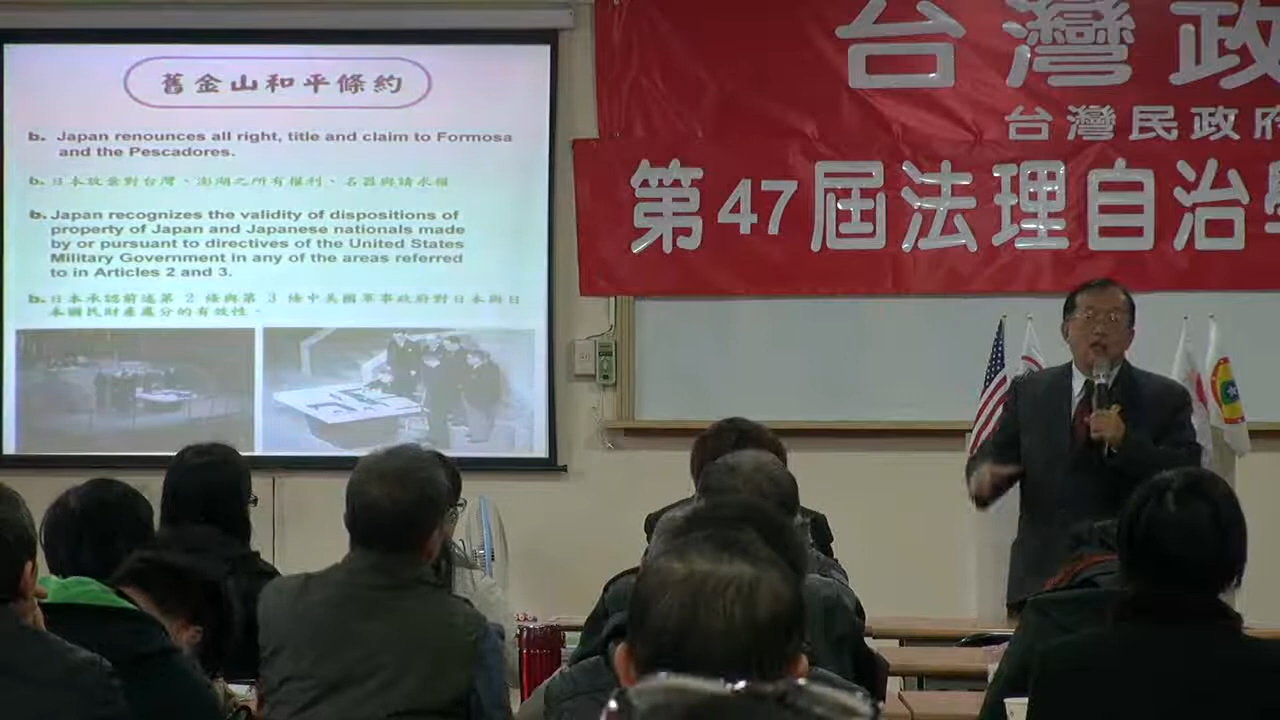 舊金山和平條約
b. Japan renounces all right, title and claim to Formosa
and the Pescadores.
b. 日本放棄對台灣、澎湖之所有權利、名器與請求權
b. Japan recognizes the validity of dispositions of
property of Japan and Japanese nationals made
by or pursuant to directives of the United States
Military Government in any of the areas referred
to in Articles 2 and 3.
b. 日本承認前述第 2 條與第 3 條中美國軍事政府對日本與日
本國民財產處分的有效性。
台灣政
台灣民政府
第47屆法理自治學